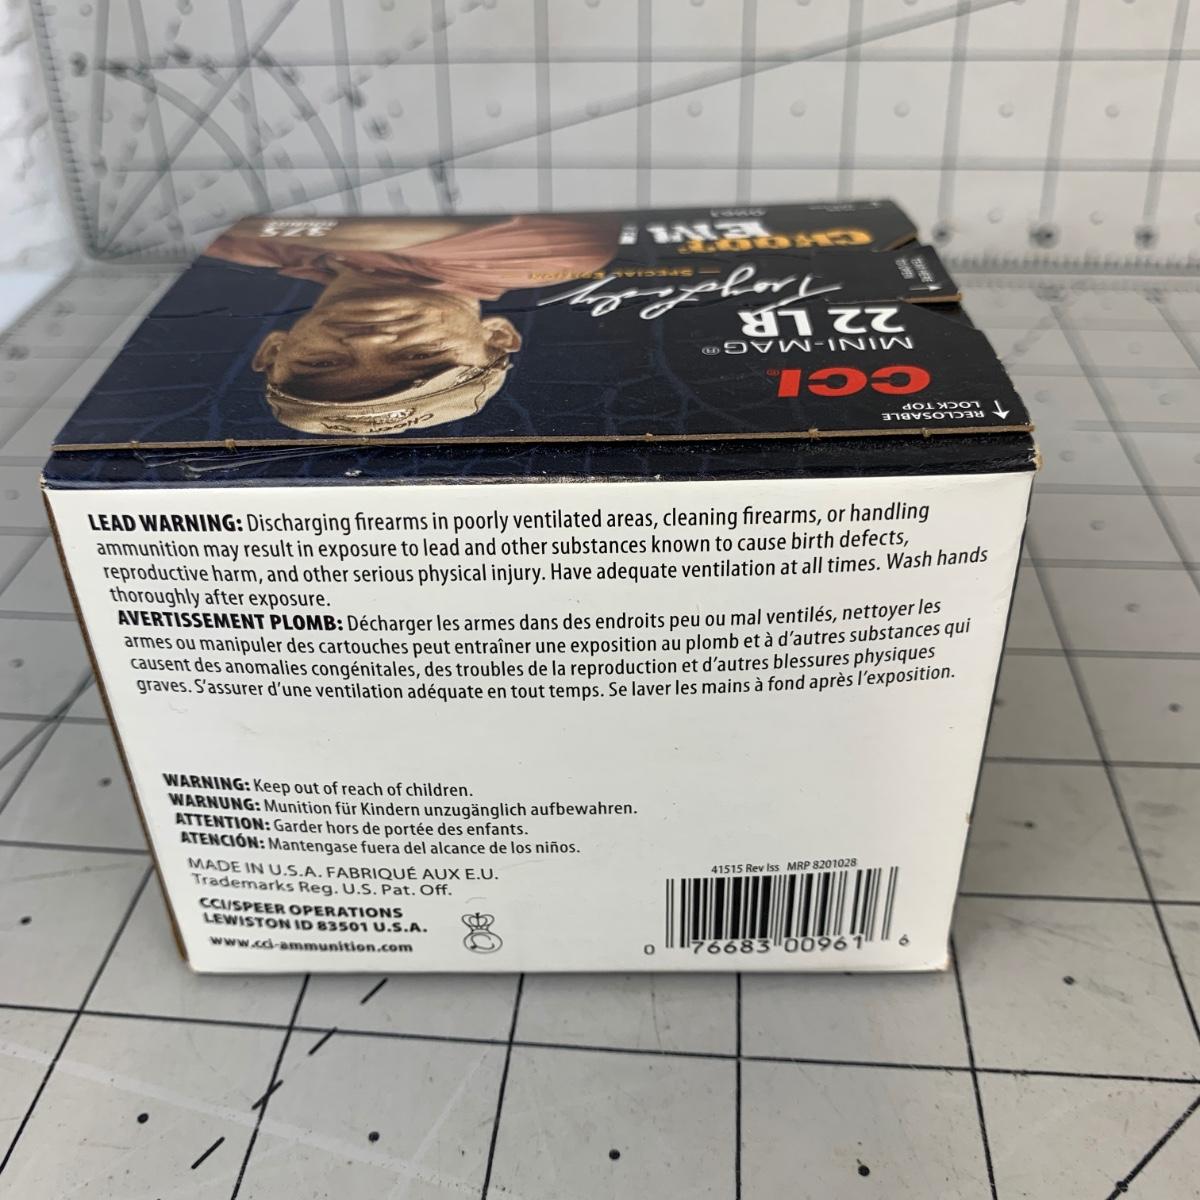 375
CHOOT
EM!
SPECIAL EDITION
Troy Landry
22 LR
MINI-MAG®
CCI®
RECLOSABLE
LOCK TOP
LEAD WARNING: Discharging firearms in poorly ventilated areas, cleaning firearms, or handling
ammunition may result in exposure to lead and other substances known to cause birth defects,
reproductive harm, and other serious physical injury. Have adequate ventilation at all times. Wash hands
thoroughly after exposure.
AVERTISSEMENT PLOMB: Décharger les armes dans des endroits peu ou mal ventilés, nettoyer les
armes ou manipuler des cartouches peut entraîner une exposition au plomb et à d'autres substances qui
causent des anomalies congénitales, des troubles de la reproduction et d'autres blessures physiques
graves. S'assurer d'une ventilation adéquate en tout temps. Se laver les mains à fond après l'exposition.
WARNING: Keep out of reach of children.
WARNUNG: Munition für Kindern unzugänglich aufbewahren.
ATTENTION: Garder hors de portée des enfants.
ATENCIÓN: Mantengase fuera del alcance de los niños.
MADE IN U.S.A. FABRIQUÉ AUX E.U.
Trademarks Reg. U.S. Pat. Off.
CCI/SPEER OPERATIONS
LEWISTON ID 83501 U.S.A.
www.cci-ammunition.com
41515 Rev Iss MRP 8201028
0 76683 00961 6